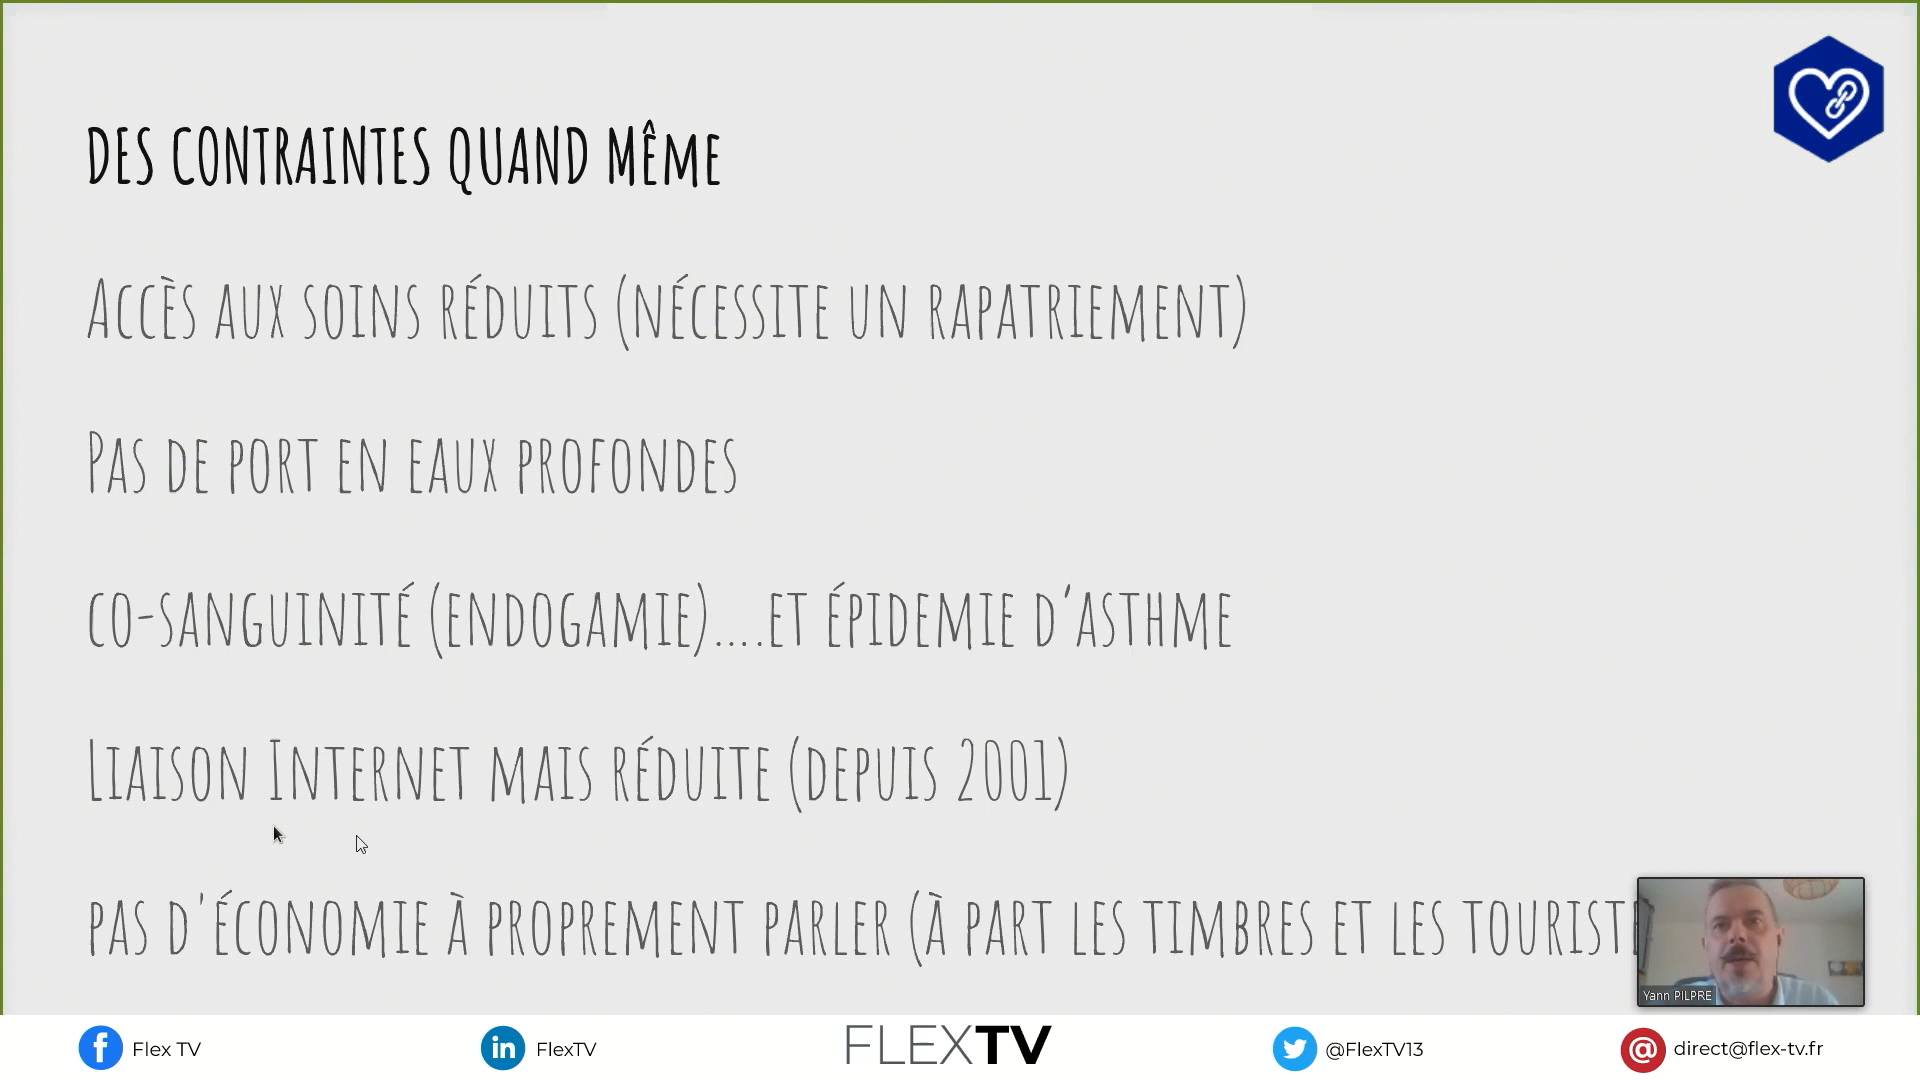 DES CONTRAINTES QUAND MÊME
ACCÈS AUX SOINS RÉDUITS (NÉCESSITE UN RAPATRIEMENT)
PAS DE PORT EN EAUX PROFONDES
CO-SANGUINITÉ (ENDOGAMIE)....ET ÉPIDEMIE D’ASTHME
LIAISON INTERNET MAIS RÉDUITE (DEPUIS 2001)
PAS D'ÉCONOMIE À PROPREMENT PARLER (À PART LES TIMBRES ET LES
Yann PILPRE
Flex TV
FlexTV
FLEXTV
@FlexTV13
direct@flex-tv.fr